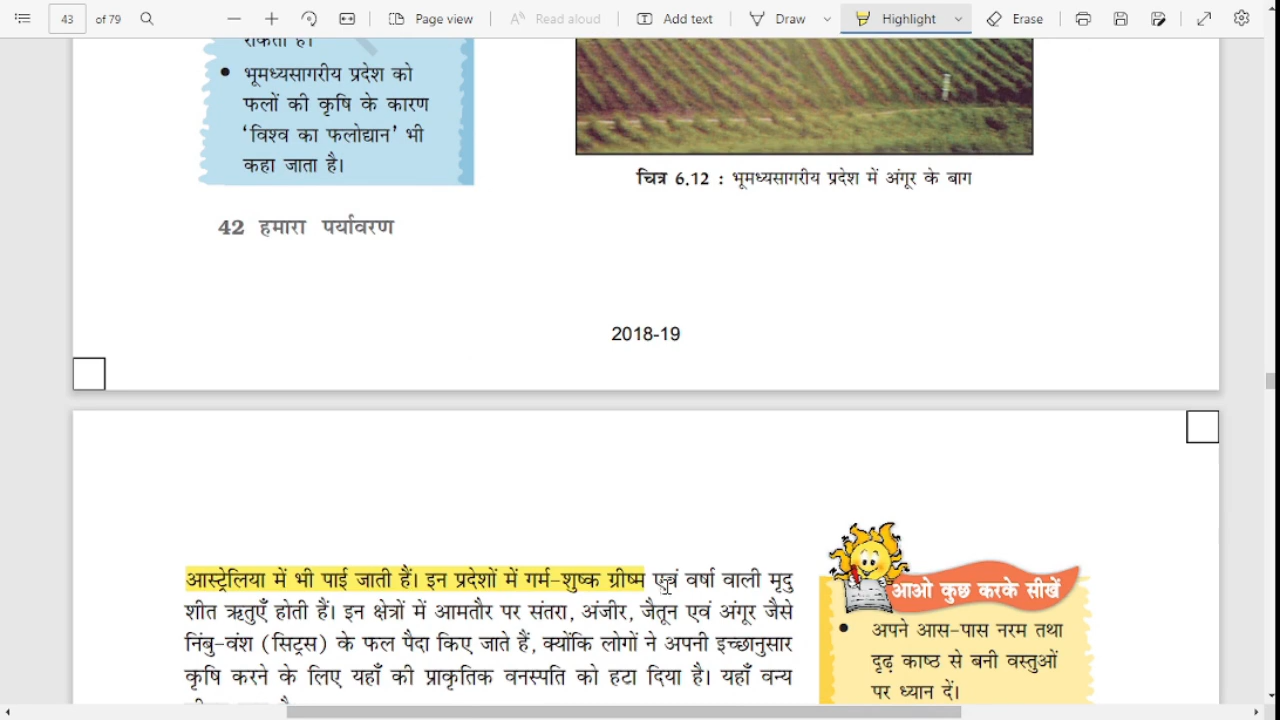 43 of 79 Page view Read aloud Add text Draw Highlight Erase
राकता है।
• भूमध्यसागरीय प्रदेश को
फलों की कृषि के कारण
‘विश्व का फलोद्यान’ भी
कहा जाता है।
चित्र 6.12 : भूमध्यसागरीय प्रदेश में अंगूर के बाग
42 हमारा पर्यावरण
2018-19
आस्ट्रेलिया में भी पाई जाती हैं। इन प्रदेशों में गर्म-शुष्क ग्रीष्म एवं वर्षा वाली मृदु
शीत ऋतुएँ होती हैं। इन क्षेत्रों में आमतौर पर संतरा, अंजीर, जैतून एवं अंगूर जैसे
निंबु-वंश (सिट्रस) के फल पैदा किए जाते हैं, क्योंकि लोगों ने अपनी इच्छानुसार
कृषि करने के लिए यहाँ की प्राकृतिक वनस्पति को हटा दिया है। यहाँ वन्य
आओ कुछ करके सीखें
• अपने आस-पास नरम तथा
दृढ़ काष्ठ से बनी वस्तुओं
पर ध्यान दें।